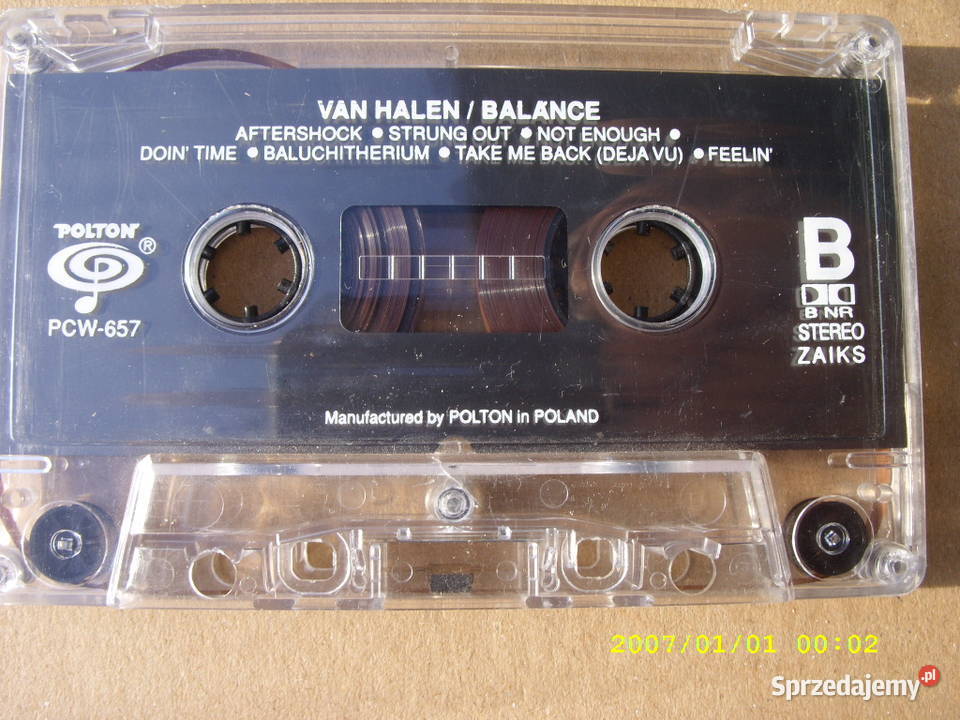 VAN HALEN / BALANCE
AFTERSHOCK ● STRUNG OUT ● NOT ENOUGH ●
DOIN' TIME ● BALUCHITHERIUM ● TAKE ME BACK (DEJA VU) ● FEELIN'
POLTON
®
PCW-657
B
B NR
STEREO
ZAIKS
Manufactured by POLTON in POLAND
2007/01/01 00:02
Sprzedajemy.pl